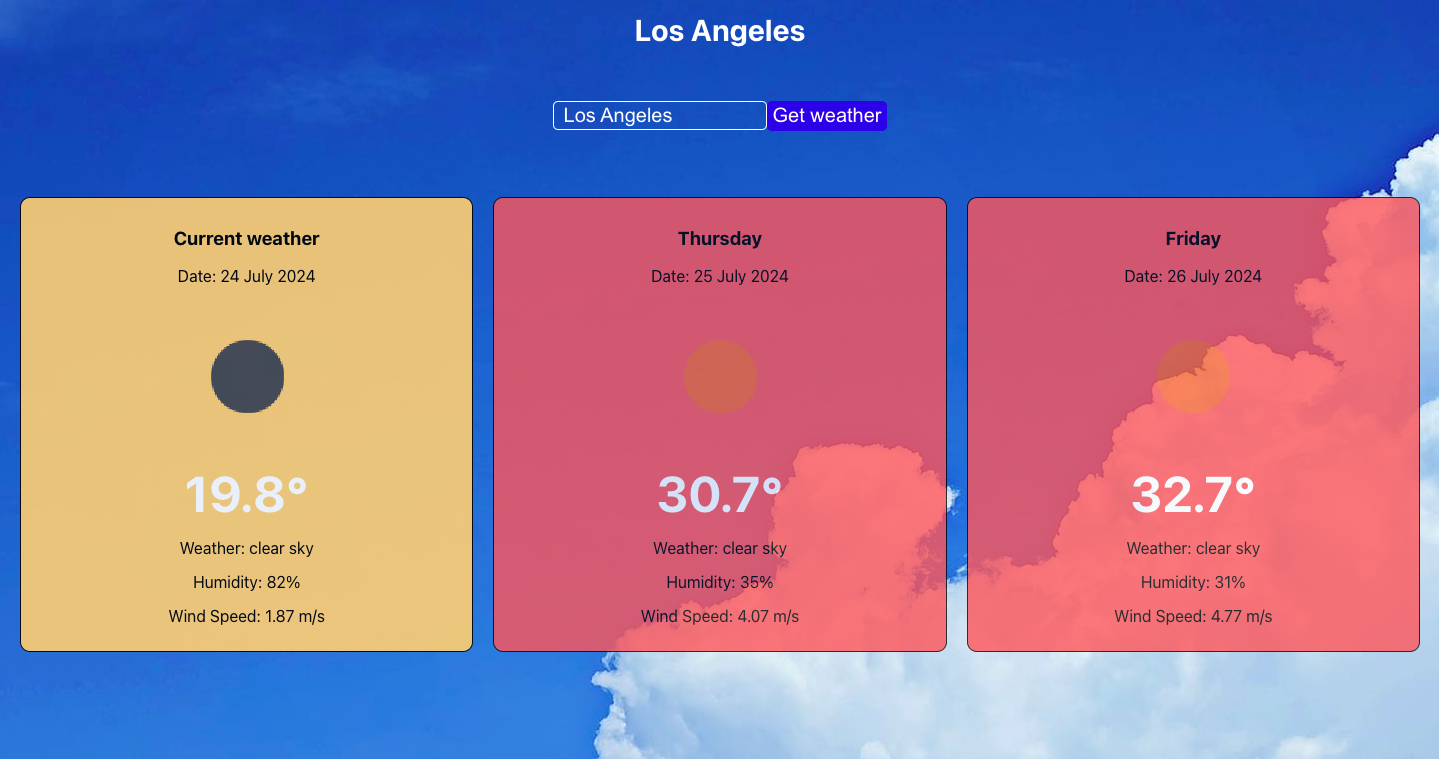 Los Angeles
Los Angeles
Get weather
Current weather
Date: 24 July 2024
19.8°
Weather: clear sky
Humidity: 82%
Wind Speed: 1.87 m/s
Thursday
Date: 25 July 2024
30.7°
Weather: clear sky
Humidity: 35%
Wind Speed: 4.07 m/s
Friday
Date: 26 July 2024
32.7°
Weather: clear sky
Humidity: 31%
Wind Speed: 4.77 m/s